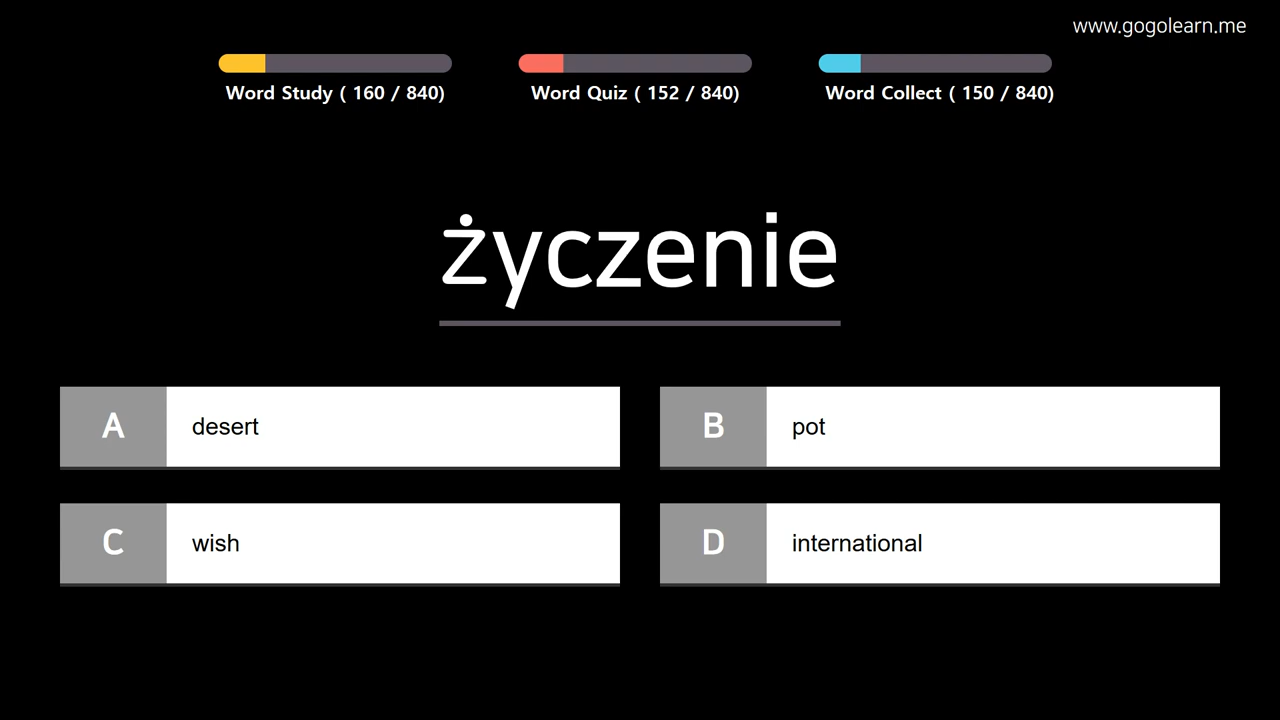 www.gogolearn.me
Word Study ( 160 / 840)
Word Quiz ( 152 / 840)
Word Collect ( 150 / 840)
życzenie
A desert
B pot
C wish
D international